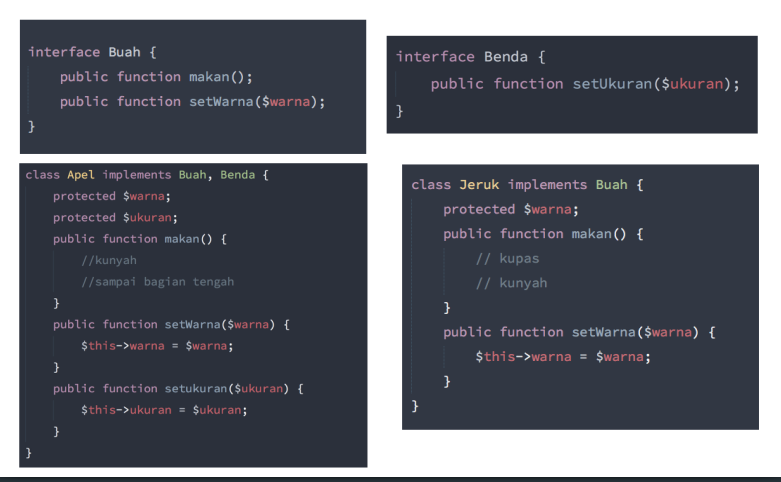 interface Buah {
public function makan();
public function setWarna($warna);
}
interface Benda {
public function setUkuran($ukuran);
}
class Apel implements Buah, Benda {
protected $warna;
protected $ukuran;
public function makan() {
//kunyah
//sampai bagian tengah
}
public function setWarna($warna) {
$this->warna = $warna;
}
public function setukuran($ukuran) {
$this->ukuran = $ukuran;
}
}
class Jeruk implements Buah {
protected $warna;
public function makan() {
// kupas
// kunyah
}
public function setWarna($warna) {
$this->warna = $warna;
}
}